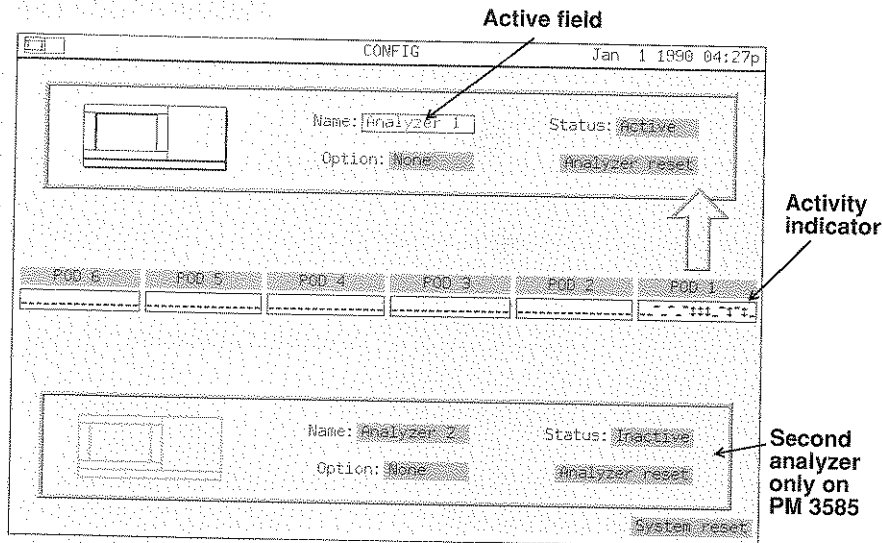 Active field
CONFIG Jan 1 1990 04:27p
Name: Analyzer 1 Status: Active
Option: None Analyzer reset
Activity indicator
POD 6 POD 5 POD 4 POD 3 POD 2 POD 1
Name: Analyzer 2 Status: Inactive
Option: None Analyzer reset
Second analyzer only on PM 3585
System reset